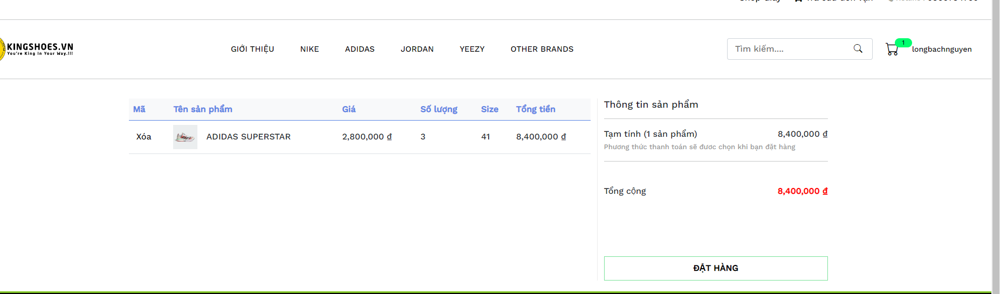 KINGSHOES.VN
You're King In Your Way.!!!
GIỚI THIỆU NIKE ADIDAS JORDAN YEEZY OTHER BRANDS
Tìm kiếm....
1
longbachnguyen
Mã Tên sản phẩm Giá Số lượng Size Tổng tiền
Xóa ADIDAS SUPERSTAR 2,800,000 ₫ 3 41 8,400,000 ₫
Thông tin sản phẩm
Tạm tính (1 sản phẩm) 8,400,000 ₫
Phương thức thanh toán sẽ đươc chọn khi bạn đặt hàng
Tổng cộng 8,400,000 ₫
ĐẶT HÀNG